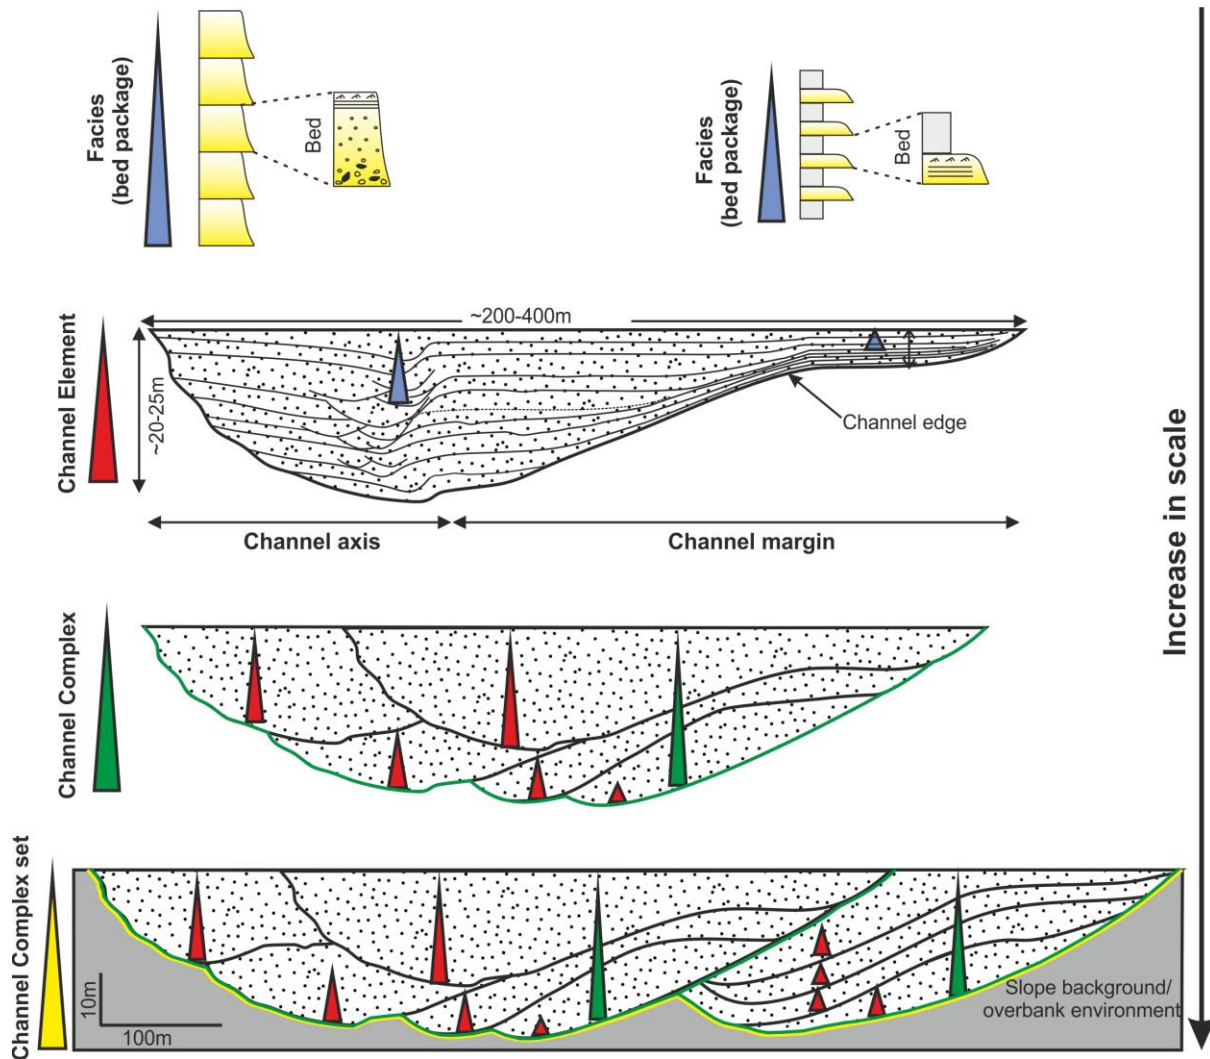 Facies
(bed package)
Bed
Facies
(bed package)
Bed
Channel Element
~200-400m
~20-25m
Channel edge
Channel axis
Channel margin
Increase in scale
Channel Complex
Channel Complex set
10m
100m
Slope background/
overbank environment